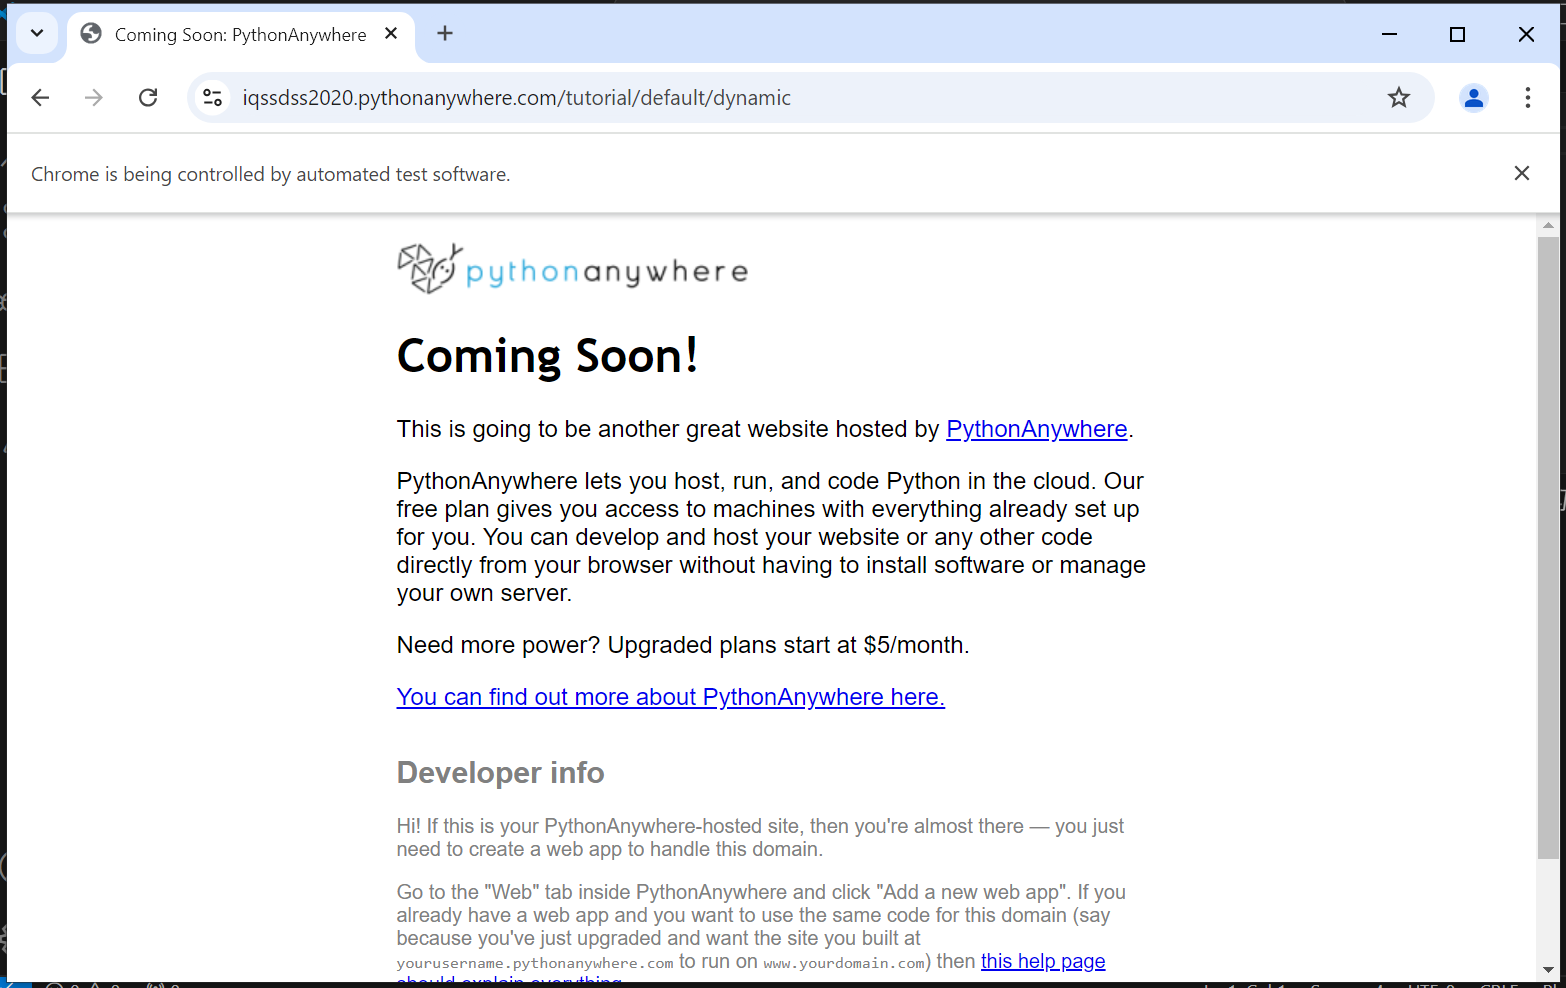 Coming Soon: PythonAnywhere
iqssdss2020.pythonanywhere.com/tutorial/default/dynamic
Chrome is being controlled by automated test software.
pythonanywhere
Coming Soon!
This is going to be another great website hosted by PythonAnywhere.
PythonAnywhere lets you host, run, and code Python in the cloud. Our
free plan gives you access to machines with everything already set up
for you. You can develop and host your website or any other code
directly from your browser without having to install software or manage
your own server.
Need more power? Upgraded plans start at $5/month.
You can find out more about PythonAnywhere here.
Developer info
Hi! If this is your PythonAnywhere-hosted site, then you're almost there — you just
need to create a web app to handle this domain.
Go to the "Web" tab inside PythonAnywhere and click "Add a new web app". If you
already have a web app and you want to use the same code for this domain (say
because you've just upgraded and want the site you built at
yourusername.pythonanywhere.com to run on www.yourdomain.com) then this help page
should explain everything